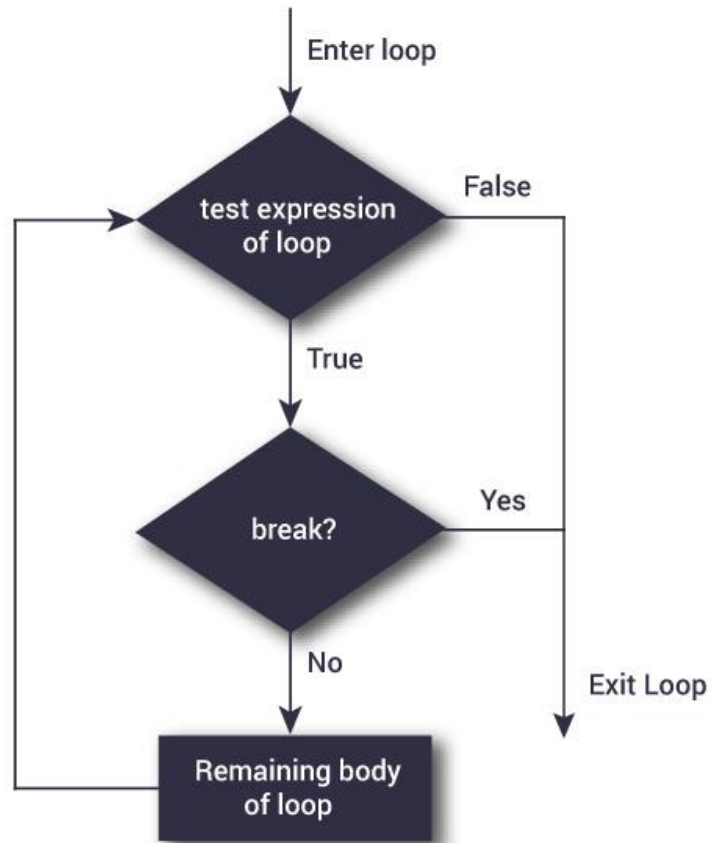 Enter loop
test expression
of loop
False
True
break?
Yes
No
Exit Loop
Remaining body
of loop